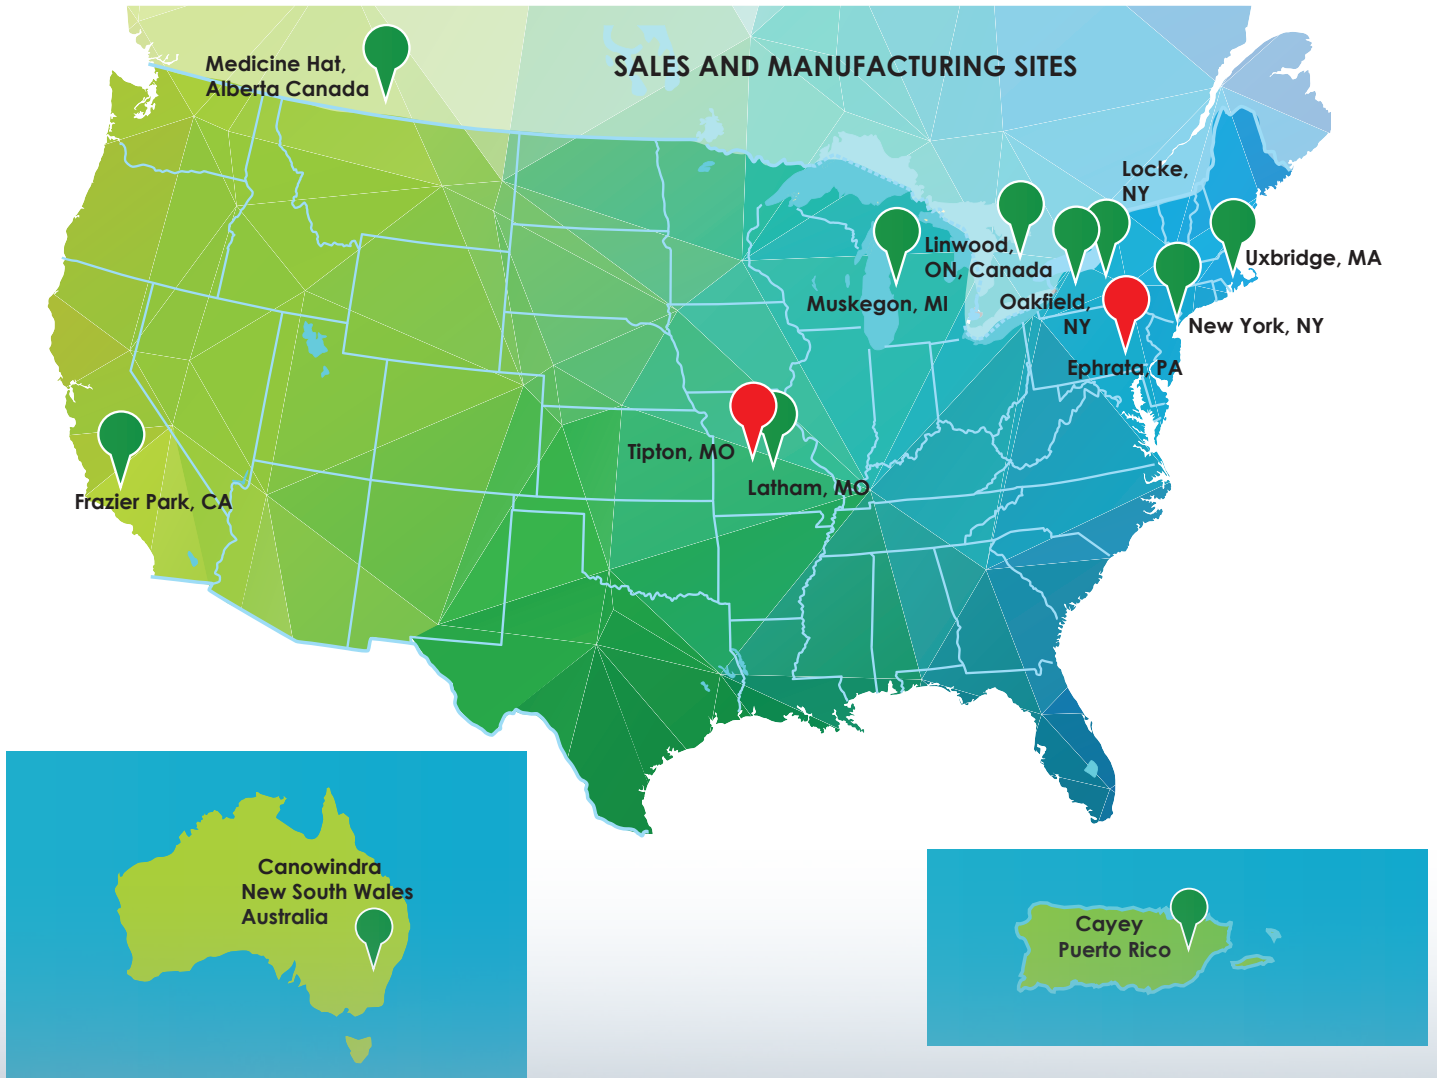 SALES AND MANUFACTURING SITES
Medicine Hat,
Alberta Canada
Locke,
NY
Linwood,
ON, Canada
Uxbridge, MA
Muskegon, MI
Oakfield,
NY
New York, NY
Ephrata, PA
Tipton, MO
Latham, MO
Frazier Park, CA
Canowindra
New South Wales
Australia
Cayey
Puerto Rico